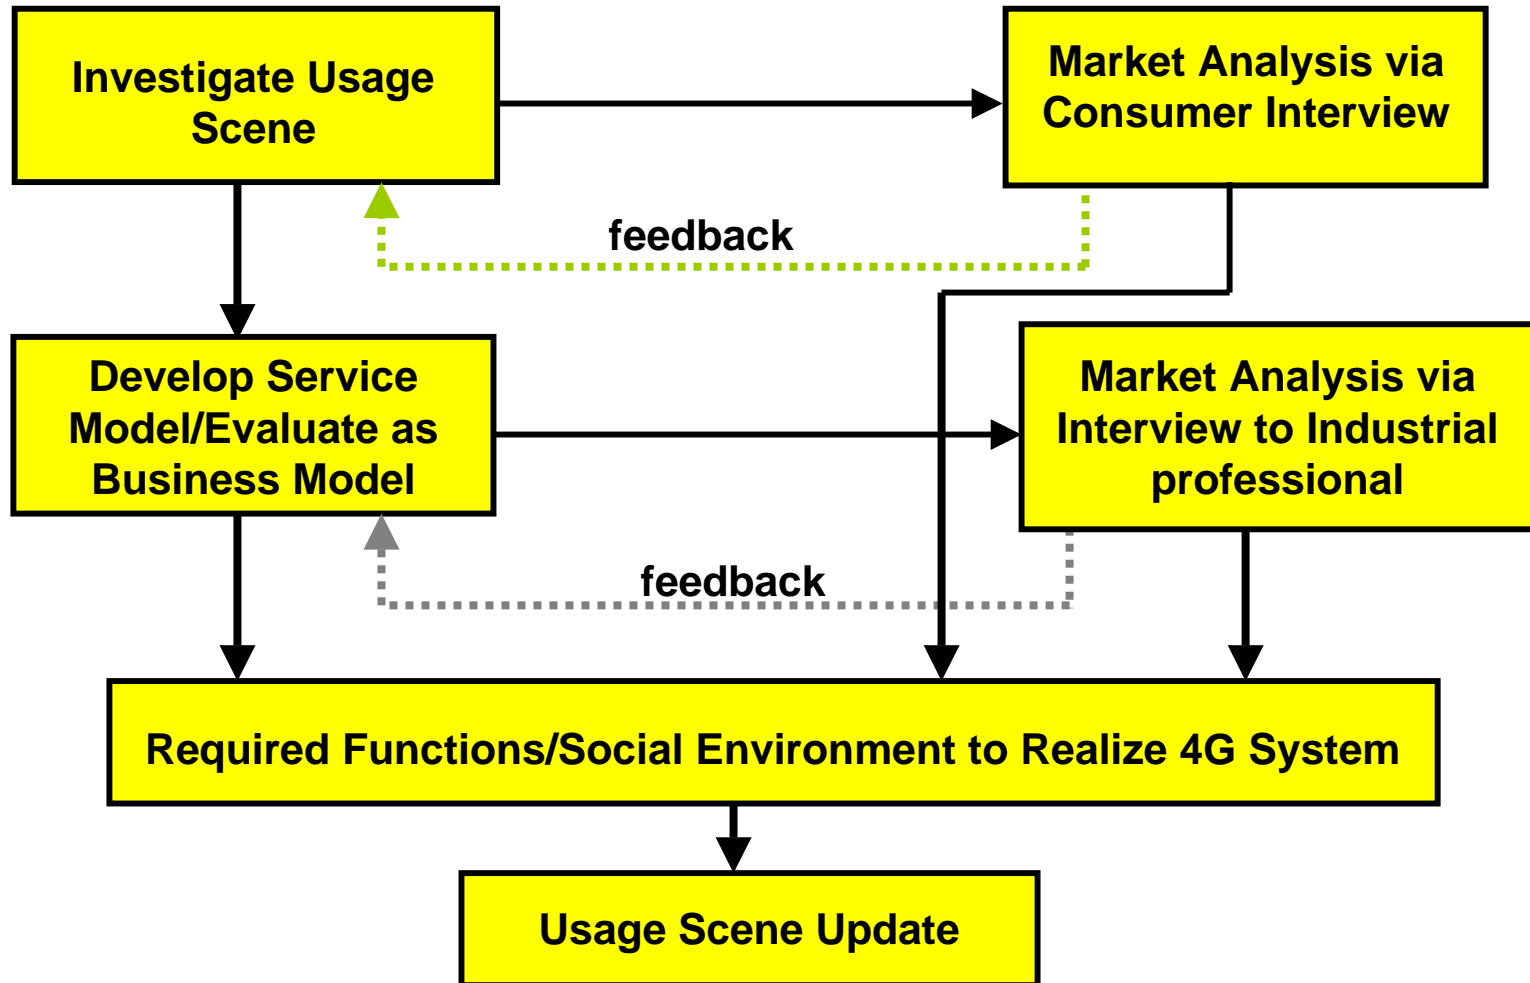 Investigate Usage
Scene
Market Analysis via
Consumer Interview
feedback
Develop Service
Model/Evaluate as
Business Model
Market Analysis via
Interview to Industrial
professional
feedback
Required Functions/Social Environment to Realize 4G System
Usage Scene Update